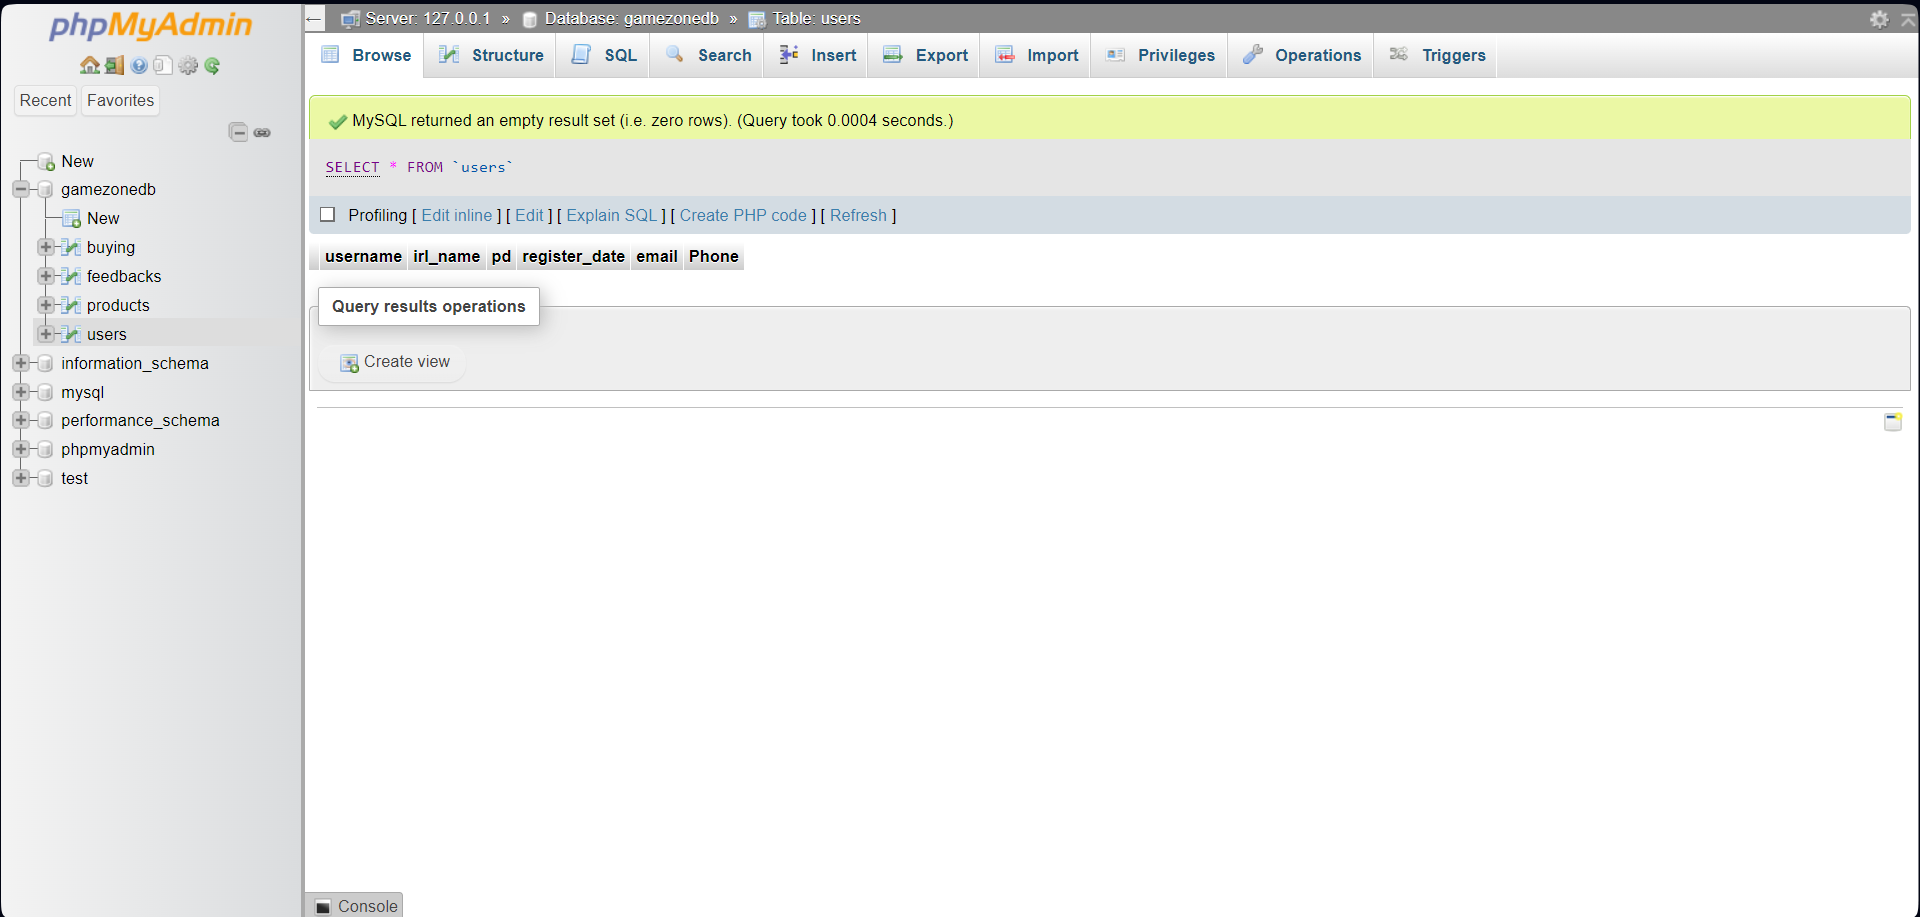 phpMyAdmin
Recent Favorites
New
gamezonedb
New
buying
feedbacks
products
users
information_schema
mysql
performance_schema
phpmyadmin
test
Server: 127.0.0.1 » Database: gamezonedb » Table: users
Browse Structure SQL Search Insert Export Import Privileges Operations Triggers
MySQL returned an empty result set (i.e. zero rows). (Query took 0.0004 seconds.)
SELECT * FROM `users`
Profiling [ Edit inline ] [ Edit ] [ Explain SQL ] [ Create PHP code ] [ Refresh ]
username irl_name pd register_date email Phone
Query results operations
Create view
Console